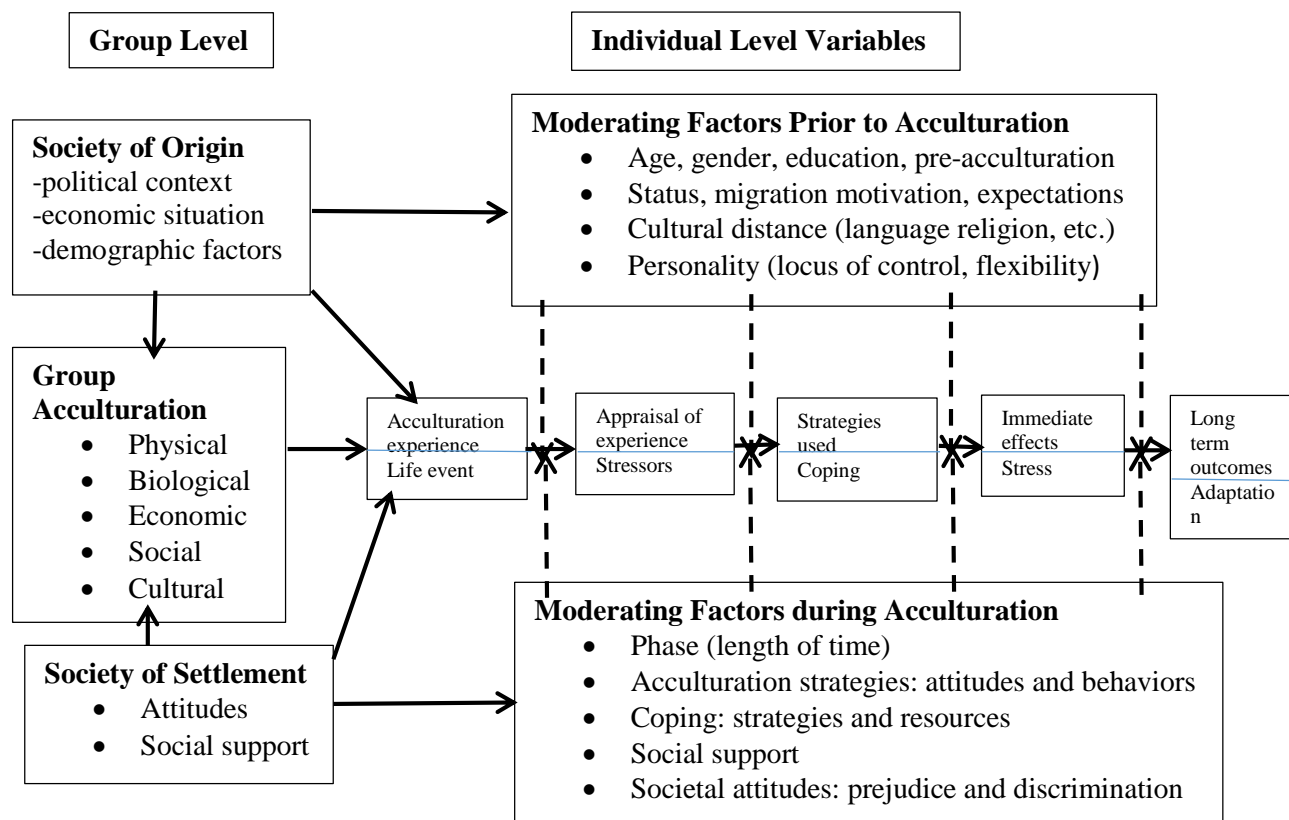 Group Level
Individual Level Variables
Society of Origin
-political context
-economic situation
-demographic factors
Moderating Factors Prior to Acculturation
• Age, gender, education, pre-acculturation
• Status, migration motivation, expectations
• Cultural distance (language religion, etc.)
• Personality (locus of control, flexibility)
Group
Acculturation
• Physical
• Biological
• Economic
• Social
• Cultural
Acculturation
experience
Life event
Appraisal of
experience
Stressors
Strategies
used
Coping
Immediate
effects
Stress
Long
term
outcomes
Adaptatio
n
Society of Settlement
• Attitudes
• Social support
Moderating Factors during Acculturation
• Phase (length of time)
• Acculturation strategies: attitudes and behaviors
• Coping: strategies and resources
• Social support
• Societal attitudes: prejudice and discrimination